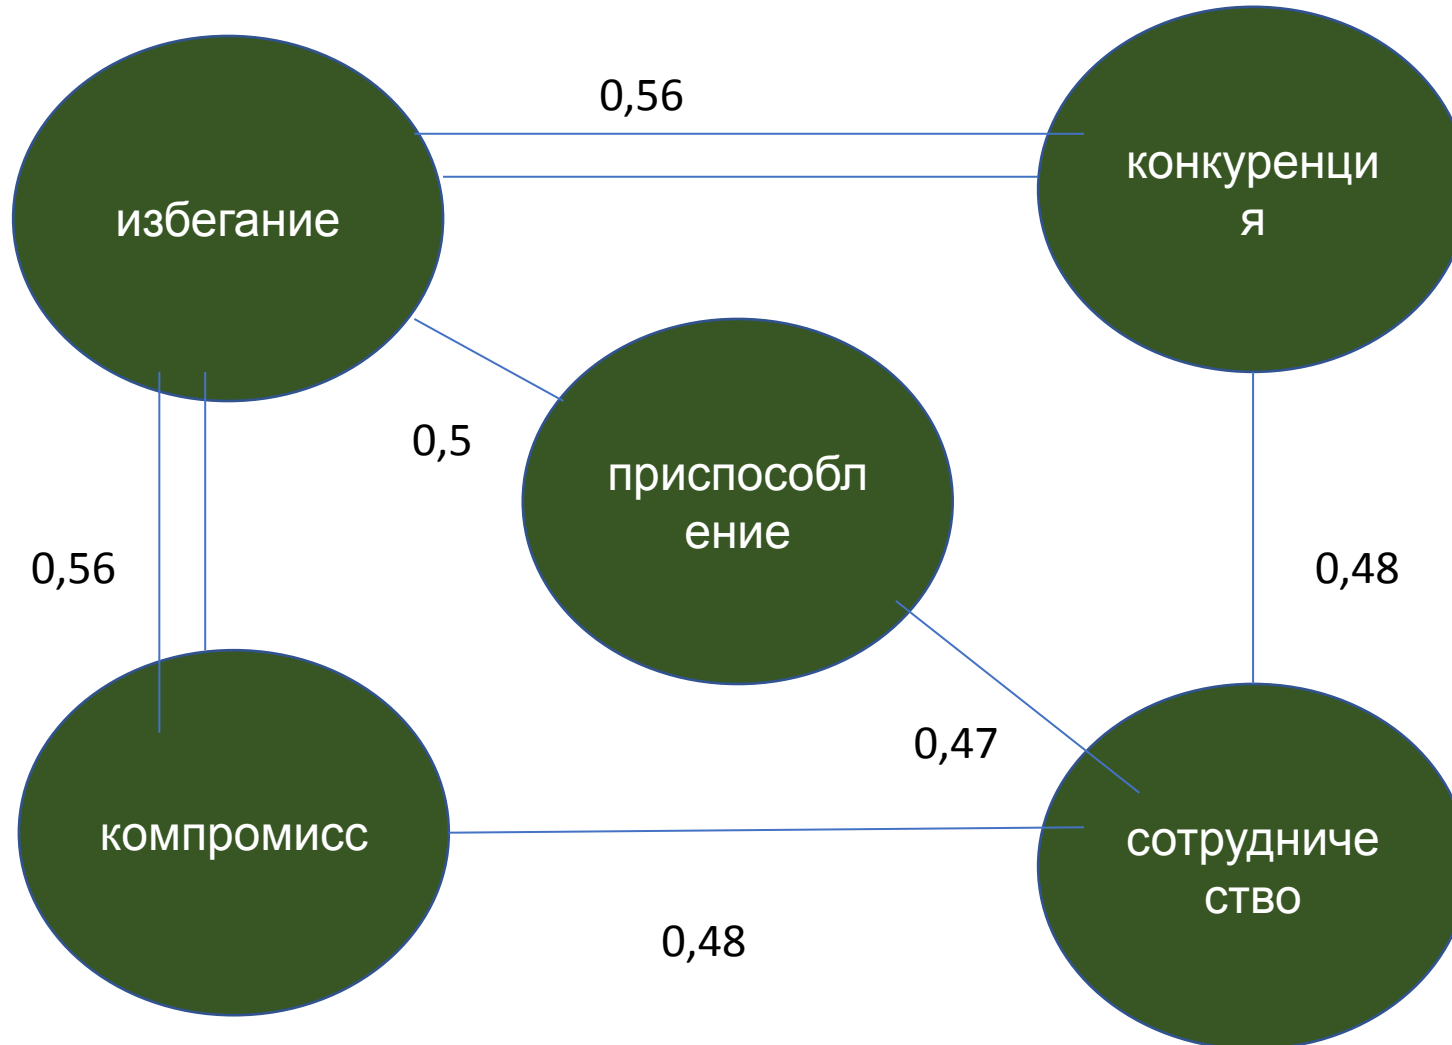 0,56
конкуренци
я
избегание
0,5
приспособл
ение
0,56
0,48
0,47
компромисс
сотрудниче
ство
0,48